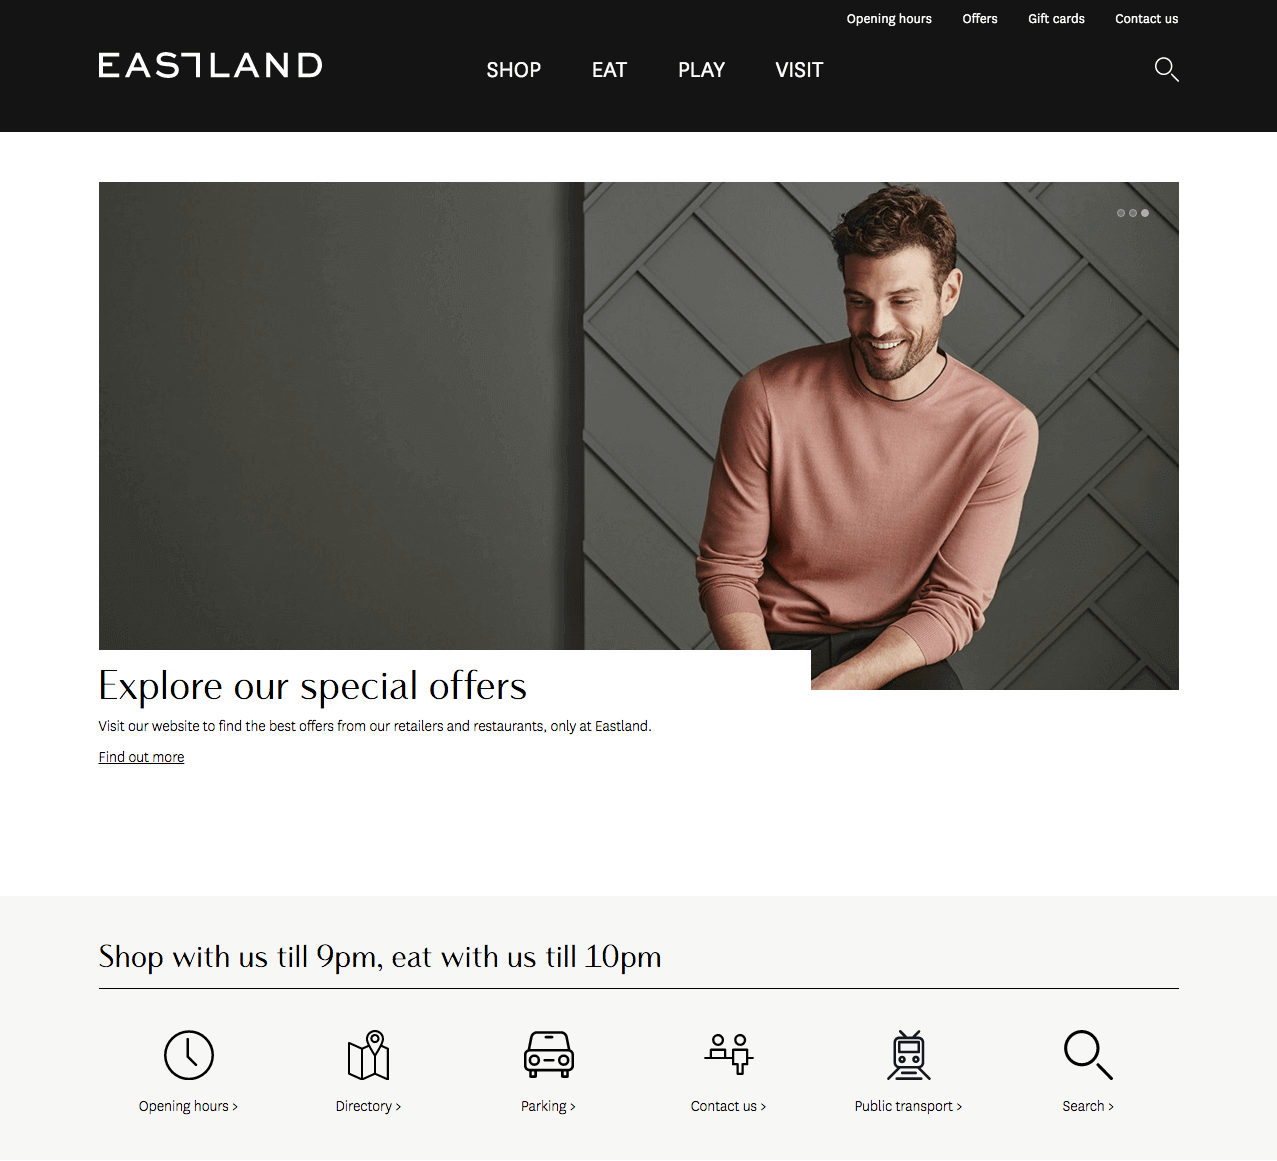 Opening hours Offers Gift cards Contact us
EASTLAND SHOP EAT PLAY VISIT
Explore our special offers
Visit our website to find the best offers from our retailers and restaurants, only at Eastland.
Find out more
Shop with us till 9pm, eat with us till 10pm
Opening hours > Directory > Parking > Contact us > Public transport > Search >